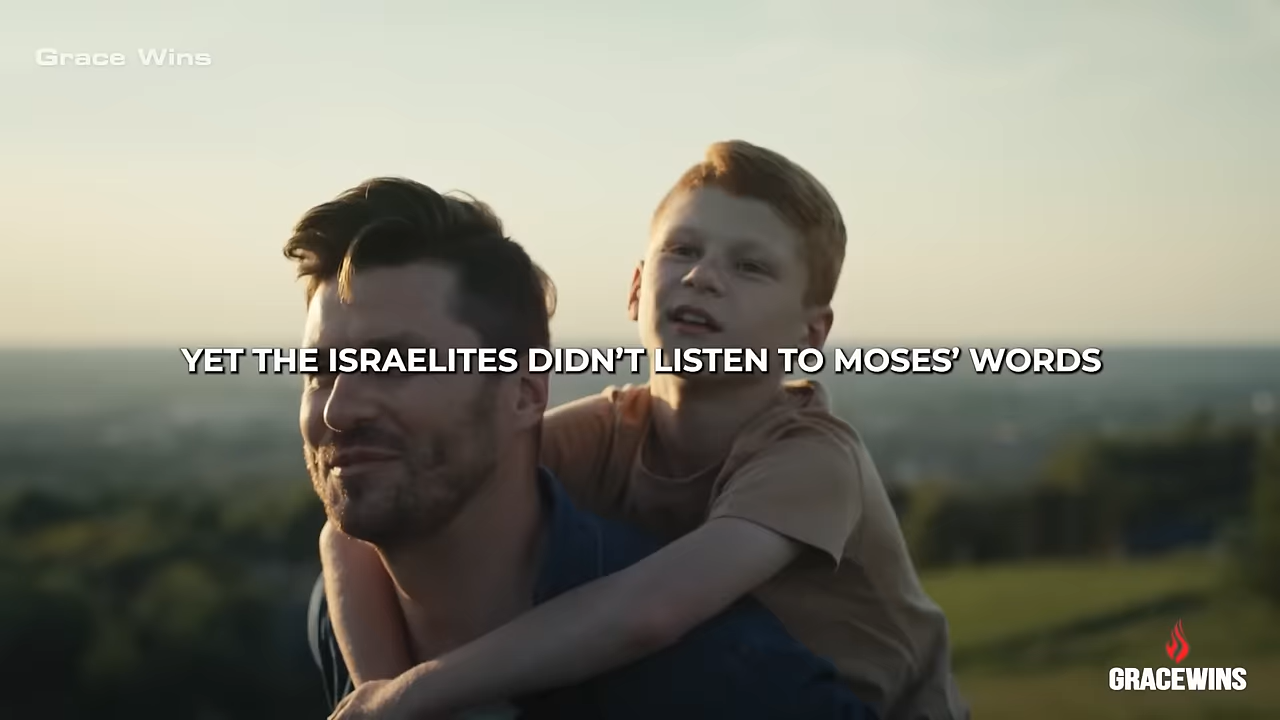 Grace Wins
YET THE ISRAELITES DIDN’T LISTEN TO MOSES’ WORDS
GRACEWINS